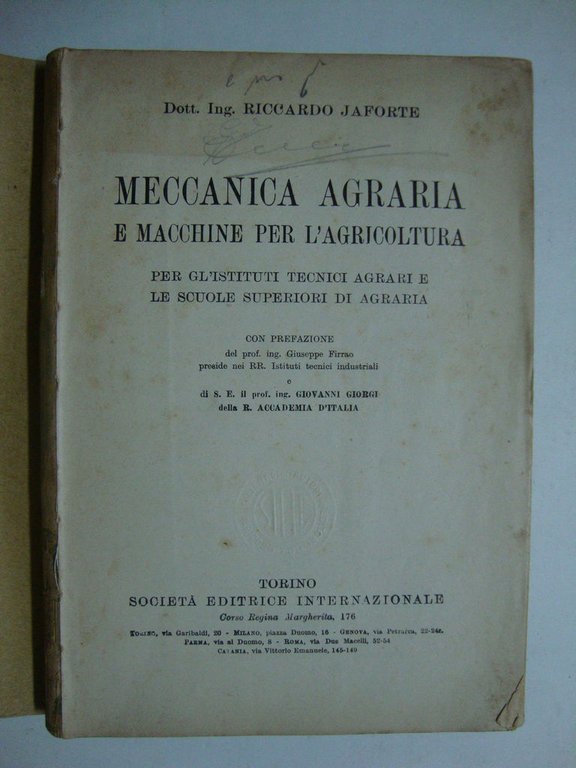 Dott. Ing. RICCARDO JAFORTE
MECCANICA AGRARIA
E MACCHINE PER L'AGRICOLTURA
PER GL'ISTITUTI TECNICI AGRARI E
LE SCUOLE SUPERIORI DI AGRARIA
CON PREFAZIONE
del prof. ing. Giuseppe Firrao
preside nei RR. Istituti tecnici industriali
e
di S. E. il prof. ing. GIOVANNI GIORGI
della R. ACCADEMIA D'ITALIA
TORINO
SOCIETÀ EDITRICE INTERNAZIONALE
Corso Regina Margherita, 176
TORINO, via Garibaldi, 20 - MILANO, piazza Duomo, 16 - GENOVA, via Petrarca, 22-24r.
PARMA, via al Duomo, 8 - ROMA, via Due Macelli, 52-54
CATANIA, via Vittorio Emanuele, 145-149